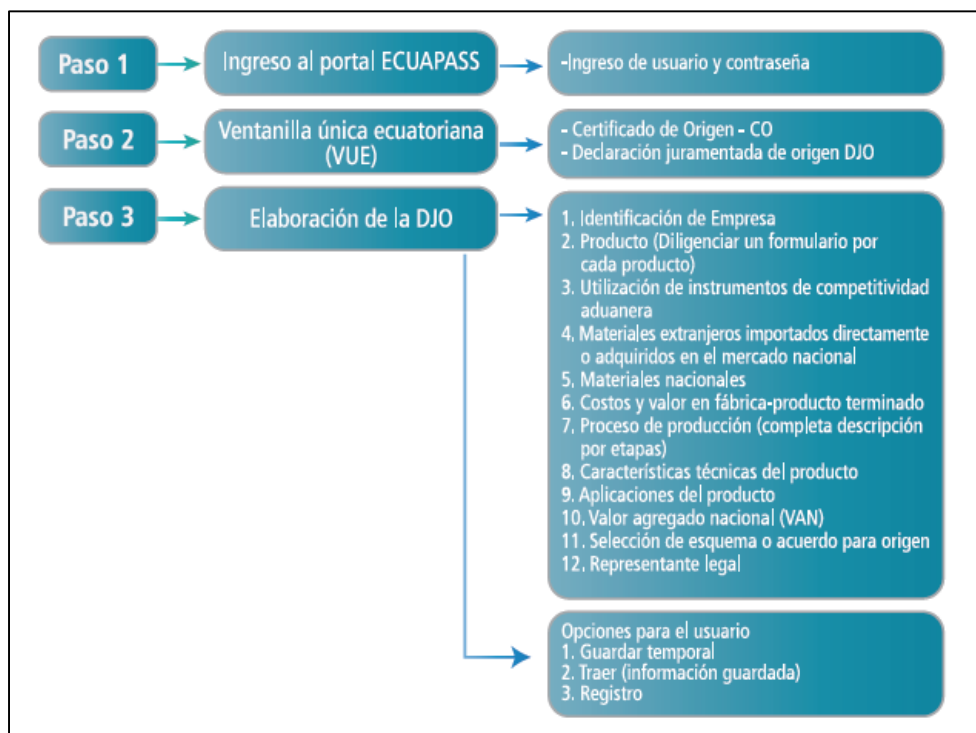 Paso 1
Ingreso al portal ECUAPASS
-Ingreso de usuario y contraseña
Paso 2
Ventanilla única ecuatoriana
(VUE)
- Certificado de Origen - CO
- Declaración juramentada de origen DJO
Paso 3
Elaboración de la DJO
1. Identificación de Empresa
2. Producto (Diligenciar un formulario por
cada producto)
3. Utilización de instrumentos de competitividad
aduanera
4. Materiales extranjeros importados directamente
o adquiridos en el mercado nacional
5. Materiales nacionales
6. Costos y valor en fábrica-producto terminado
7. Proceso de producción (completa descripción
por etapas)
8. Características técnicas del producto
9. Aplicaciones del producto
10. Valor agregado nacional (VAN)
11. Selección de esquema o acuerdo para origen
12. Representante legal
Opciones para el usuario
1. Guardar temporal
2. Traer (información guardada)
3. Registro